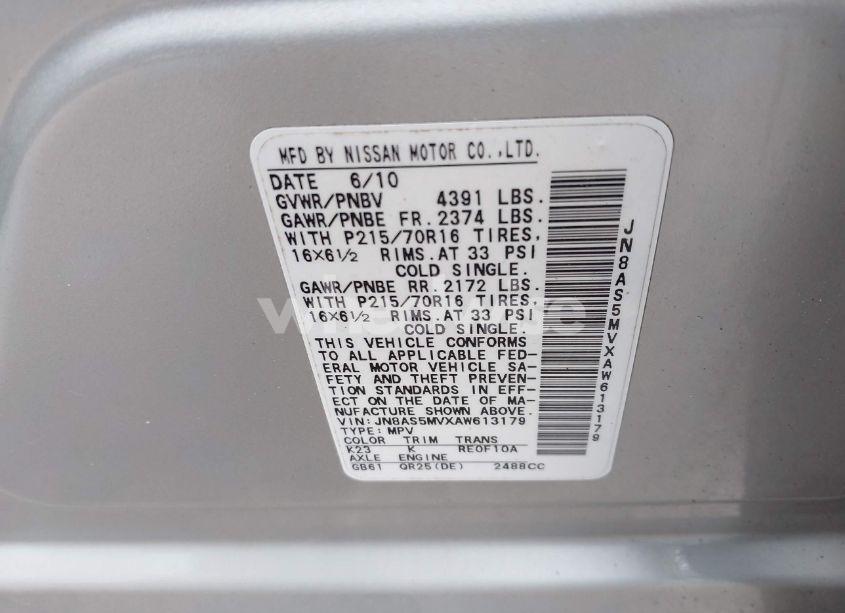 MFD BY NISSAN MOTOR CO.,LTD.
DATE 6/10
GVWR/PNBV 4391 LBS.
GAWR/PNBE FR. 2374 LBS.
WITH P215/70R16 TIRES,
16X6½ RIMS.AT 33 PSI
COLD SINGLE.
GAWR/PNBE RR. 2172 LBS.
WITH P215/70R16 TIRES,
16X6½ RIMS.AT 33 PSI
COLD SINGLE.
THIS VEHICLE CONFORMS
TO ALL APPLICABLE FED-
ERAL MOTOR VEHICLE SA-
FETY AND THEFT PREVEN-
TION STANDARDS IN EFF-
ECT ON THE DATE OF MA-
NUFACTURE SHOWN ABOVE.
VIN:JN8AS5MVXAW613179
TYPE: MPV
COLOR TRIM TRANS
K23 K RE0F10A
AXLE ENGINE
GB61 QR25(DE) 2488CC
JN8AS5MVXAW613179